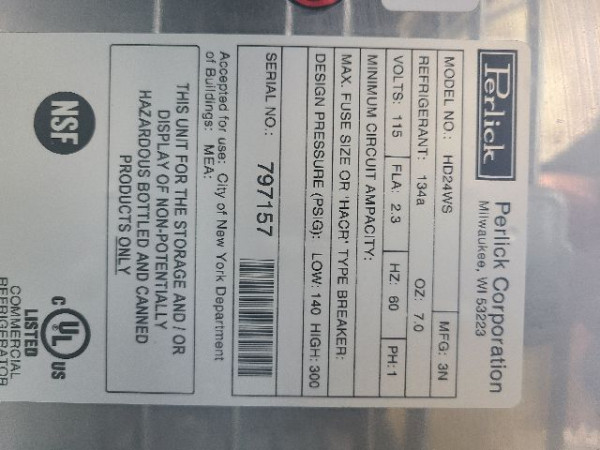 Perlick
Perlick Corporation
Milwaukee, WI 53223
MODEL NO.: HD24WS MFG: 3N
REFRIGERANT: 134a OZ: 7.0
VOLTS: 115 FLA: 2.3 HZ: 60 PH: 1
MINIMUM CIRCUIT AMPACITY:
MAX. FUSE SIZE OR 'HACR' TYPE BREAKER:
DESIGN PRESSURE (PSIG): LOW: 140 HIGH: 300
SERIAL NO.: 797157
Accepted for use: City of New York Department
of Buildings: MEA:
THIS UNIT FOR THE STORAGE AND / OR
DISPLAY OF NON-POTENTIALLY
HAZARDOUS BOTTLED AND CANNED
PRODUCTS ONLY
NSF
C UL US
LISTED
COMMERCIAL
REFRIGERATOR